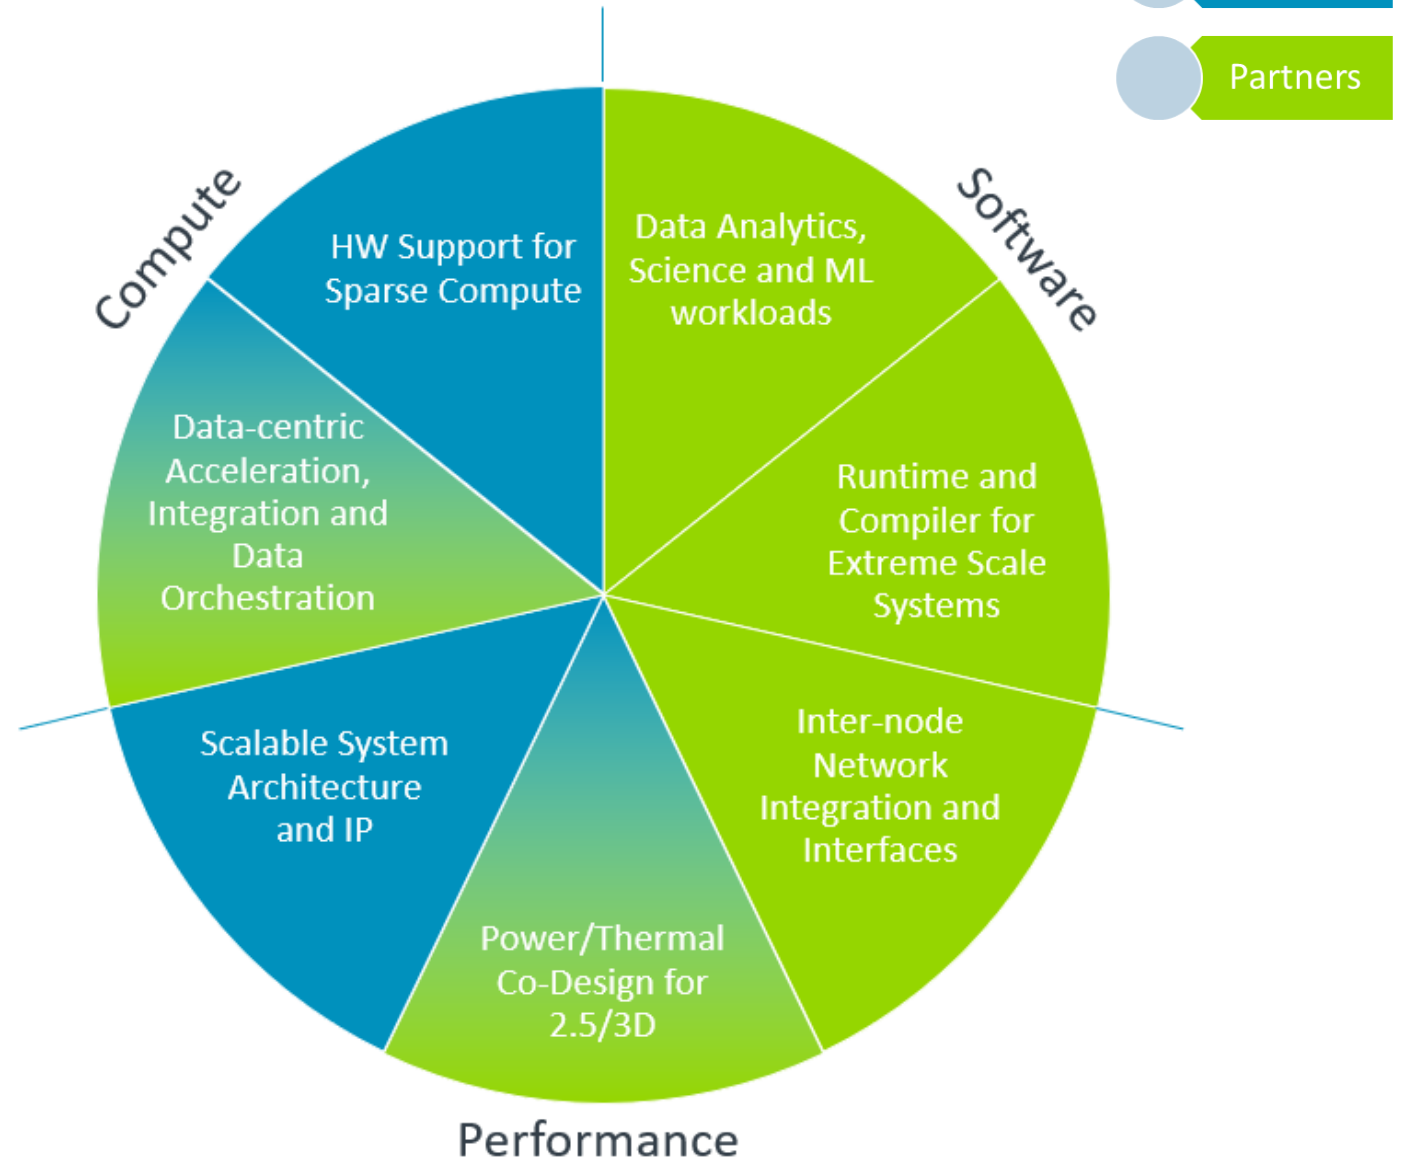 Partners
Compute
Software
HW Support for
Sparse Compute
Data Analytics,
Science and ML
workloads
Data-centric
Acceleration,
Integration and
Data
Orchestration
Runtime and
Compiler for
Extreme Scale
Systems
Scalable System
Architecture
and IP
Inter-node
Network
Integration and
Interfaces
Power/Thermal
Co-Design for
2.5/3D
Performance